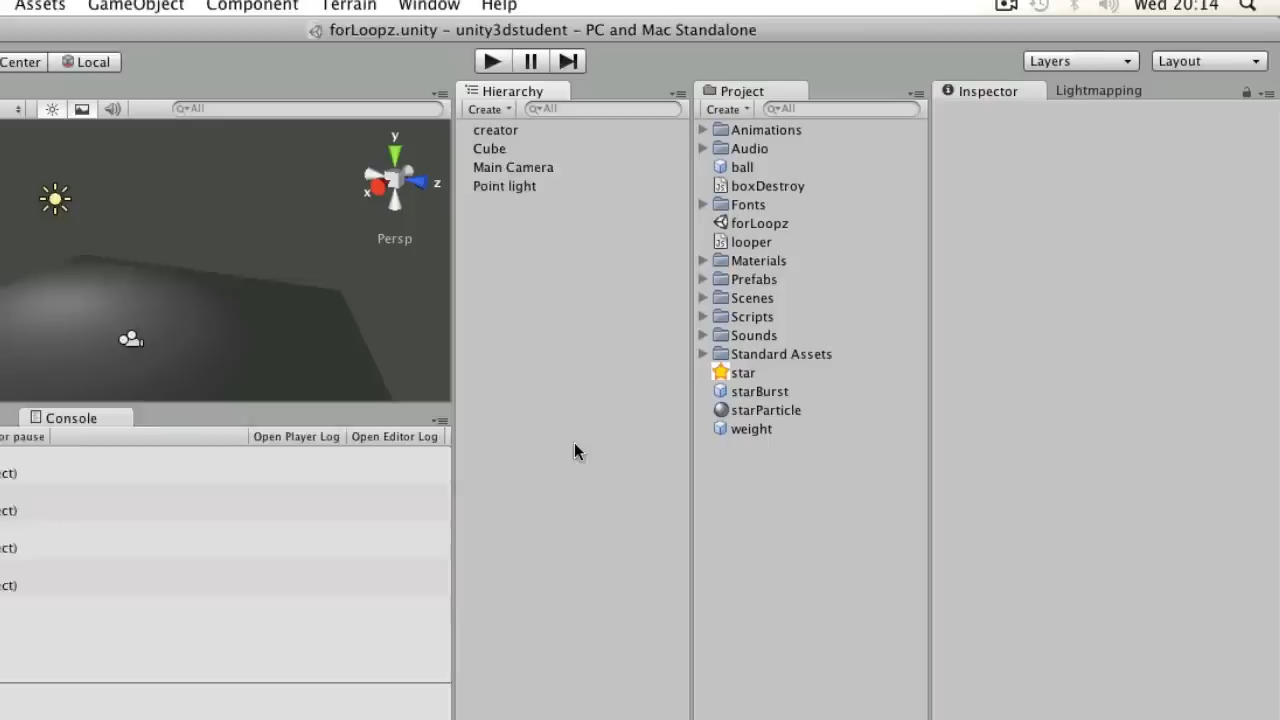 Assets GameObject Component Terrain Window Help Wed 20:14
forLoopz.unity – unity3dstudent – PC and Mac Standalone
Center Local Layers Layout
Hierarchy Project Inspector Lightmapping
All Create All Create All
y
x
z
Persp
creator
Cube
Main Camera
Point light
Animations
Audio
ball
boxDestroy
Fonts
forLoopz
looper
Materials
Prefabs
Scenes
Scripts
Sounds
Standard Assets
star
starBurst
starParticle
weight
Console
or pause Open Player Log Open Editor Log
ct)
ct)
ct)
ct)